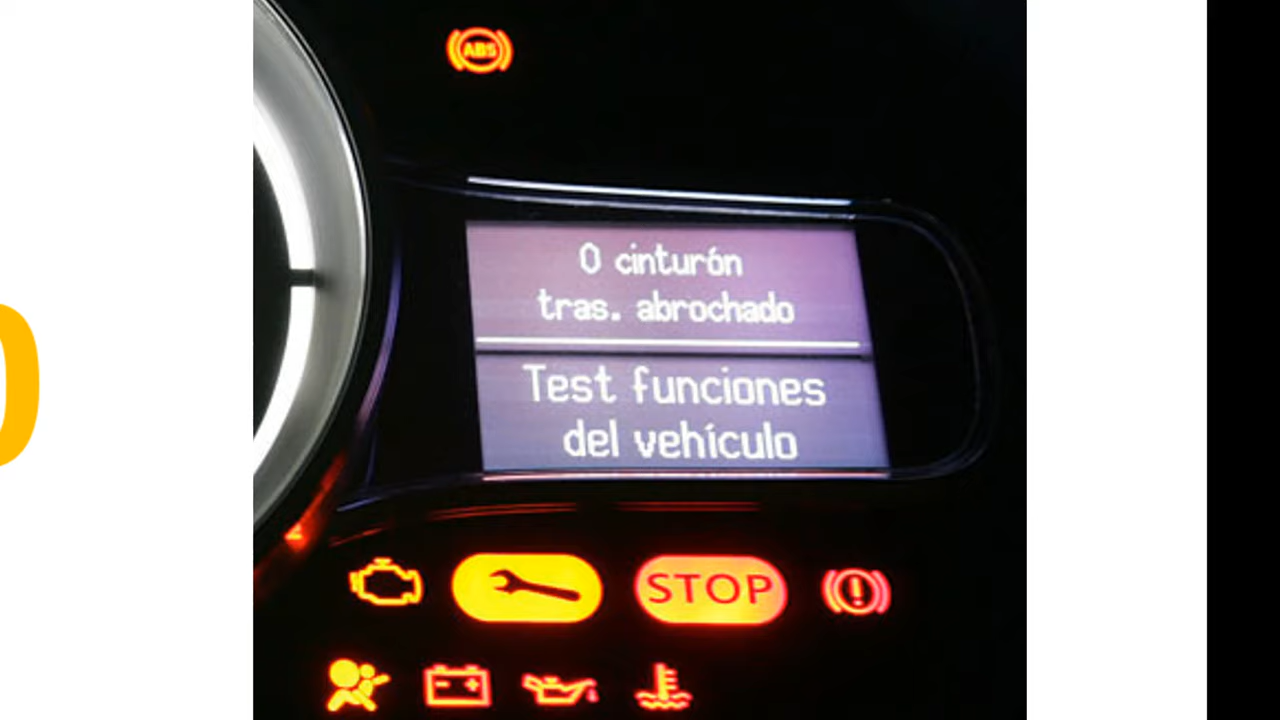 ABS
0 cinturón
tras. abrochado
Test funciones
del vehículo
STOP